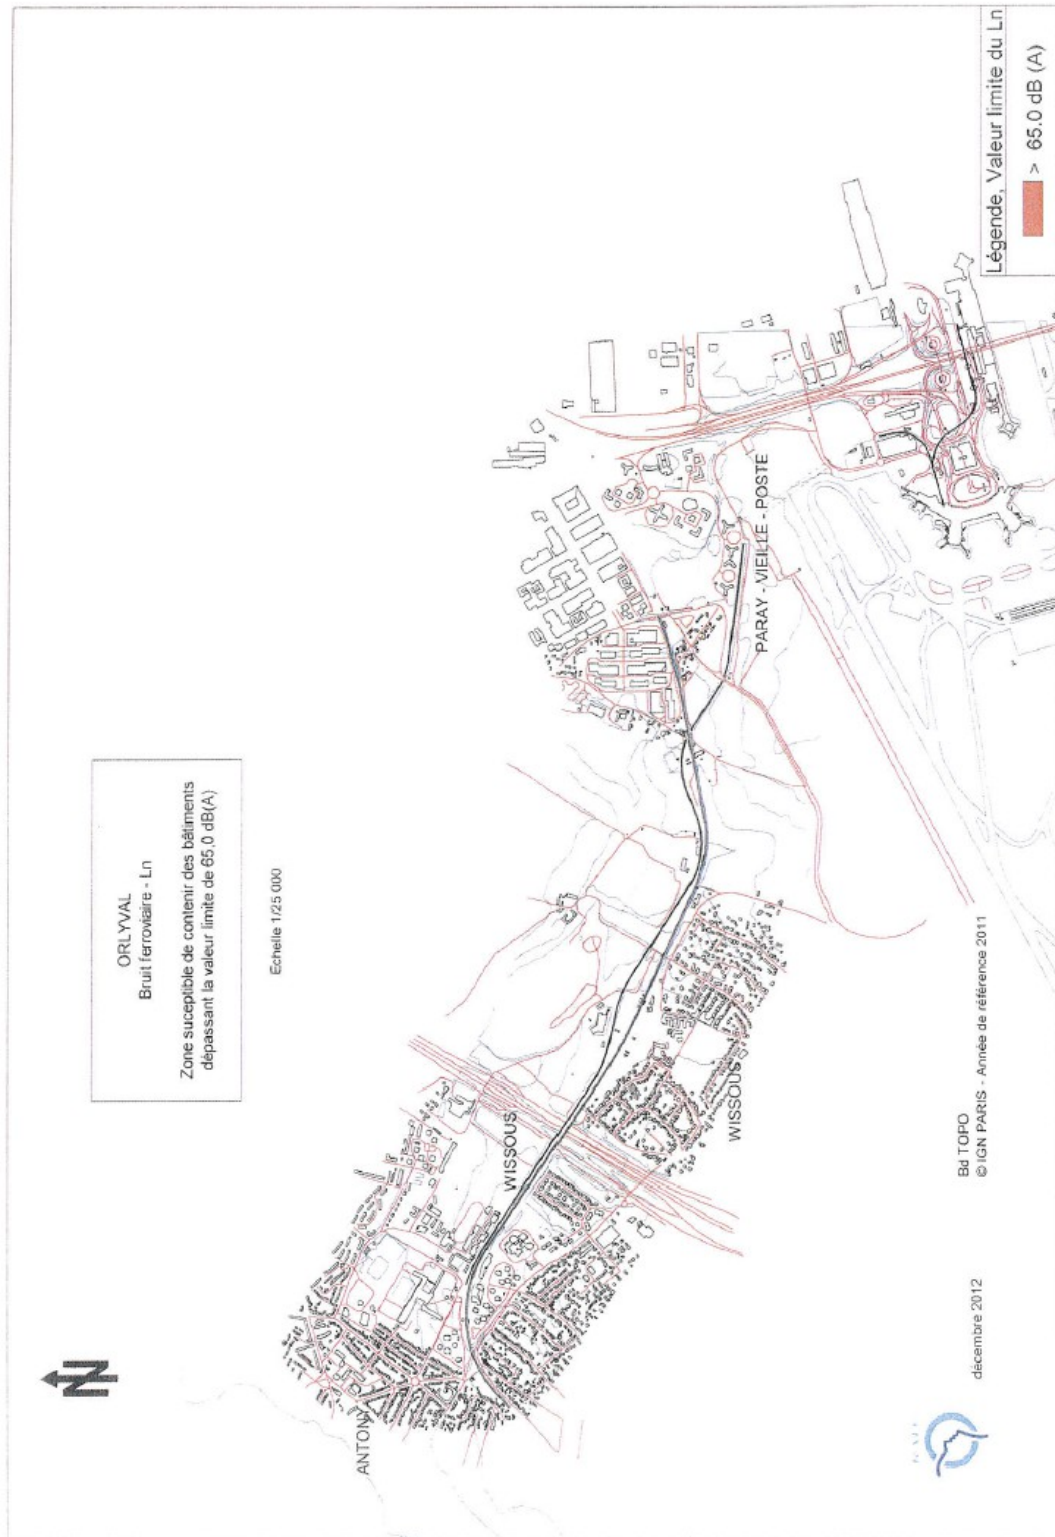 ORLYVAL
Bruit ferroviaire - Ln
Zone suceptible de contenir des bâtiments
dépassant la valeur limite de 65,0 dB(A)
Echelle 1/25 000
ANTONY
WISSOUS
WISSOUS
PARAY - VIELLE - POSTE
Légende, Valeur limite du Ln
> 65.0 dB (A)
décembre 2012
Bd TOPO
© IGN PARIS - Année de référence 2011
N